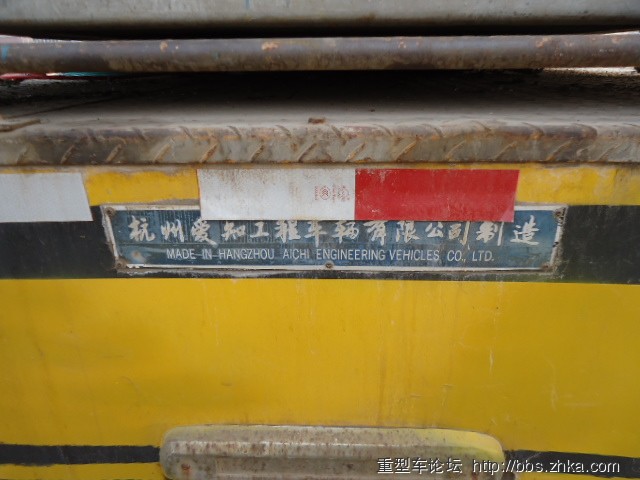 杭州爱知工程车辆有限公司制造
MADE IN HANGZHOU AICHI ENGINEERING VEHICLES CO., LTD.
重型车论坛 http://bbs.zhka.com